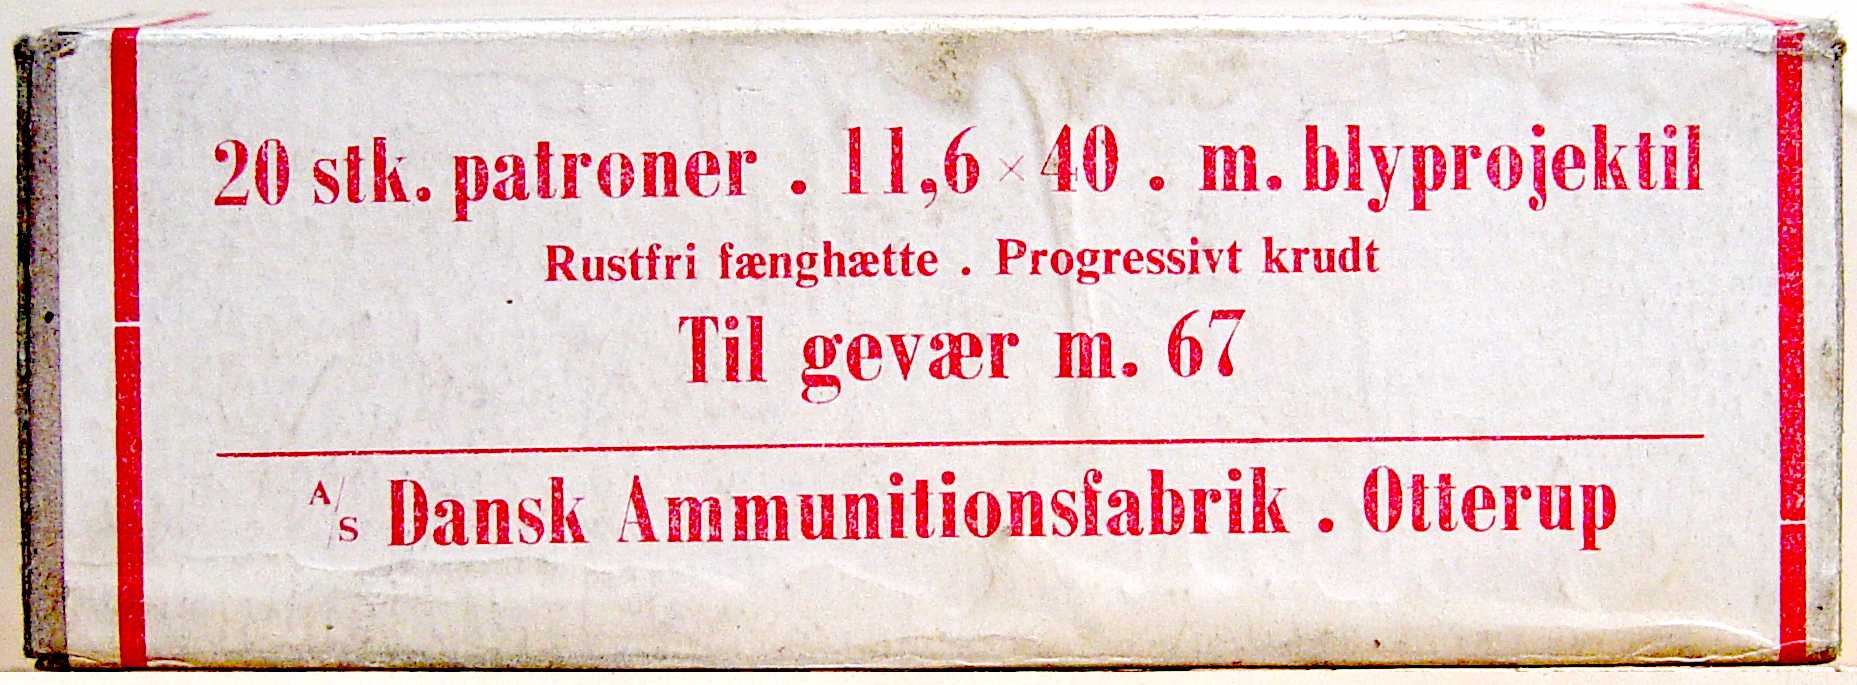 20 stk. patroner . 11,6 × 40 . m. blyprojektil
Rustfri fænghætte . Progressivt krudt
Til gevær m. 67
A/S Dansk Ammunitionsfabrik . Otterup